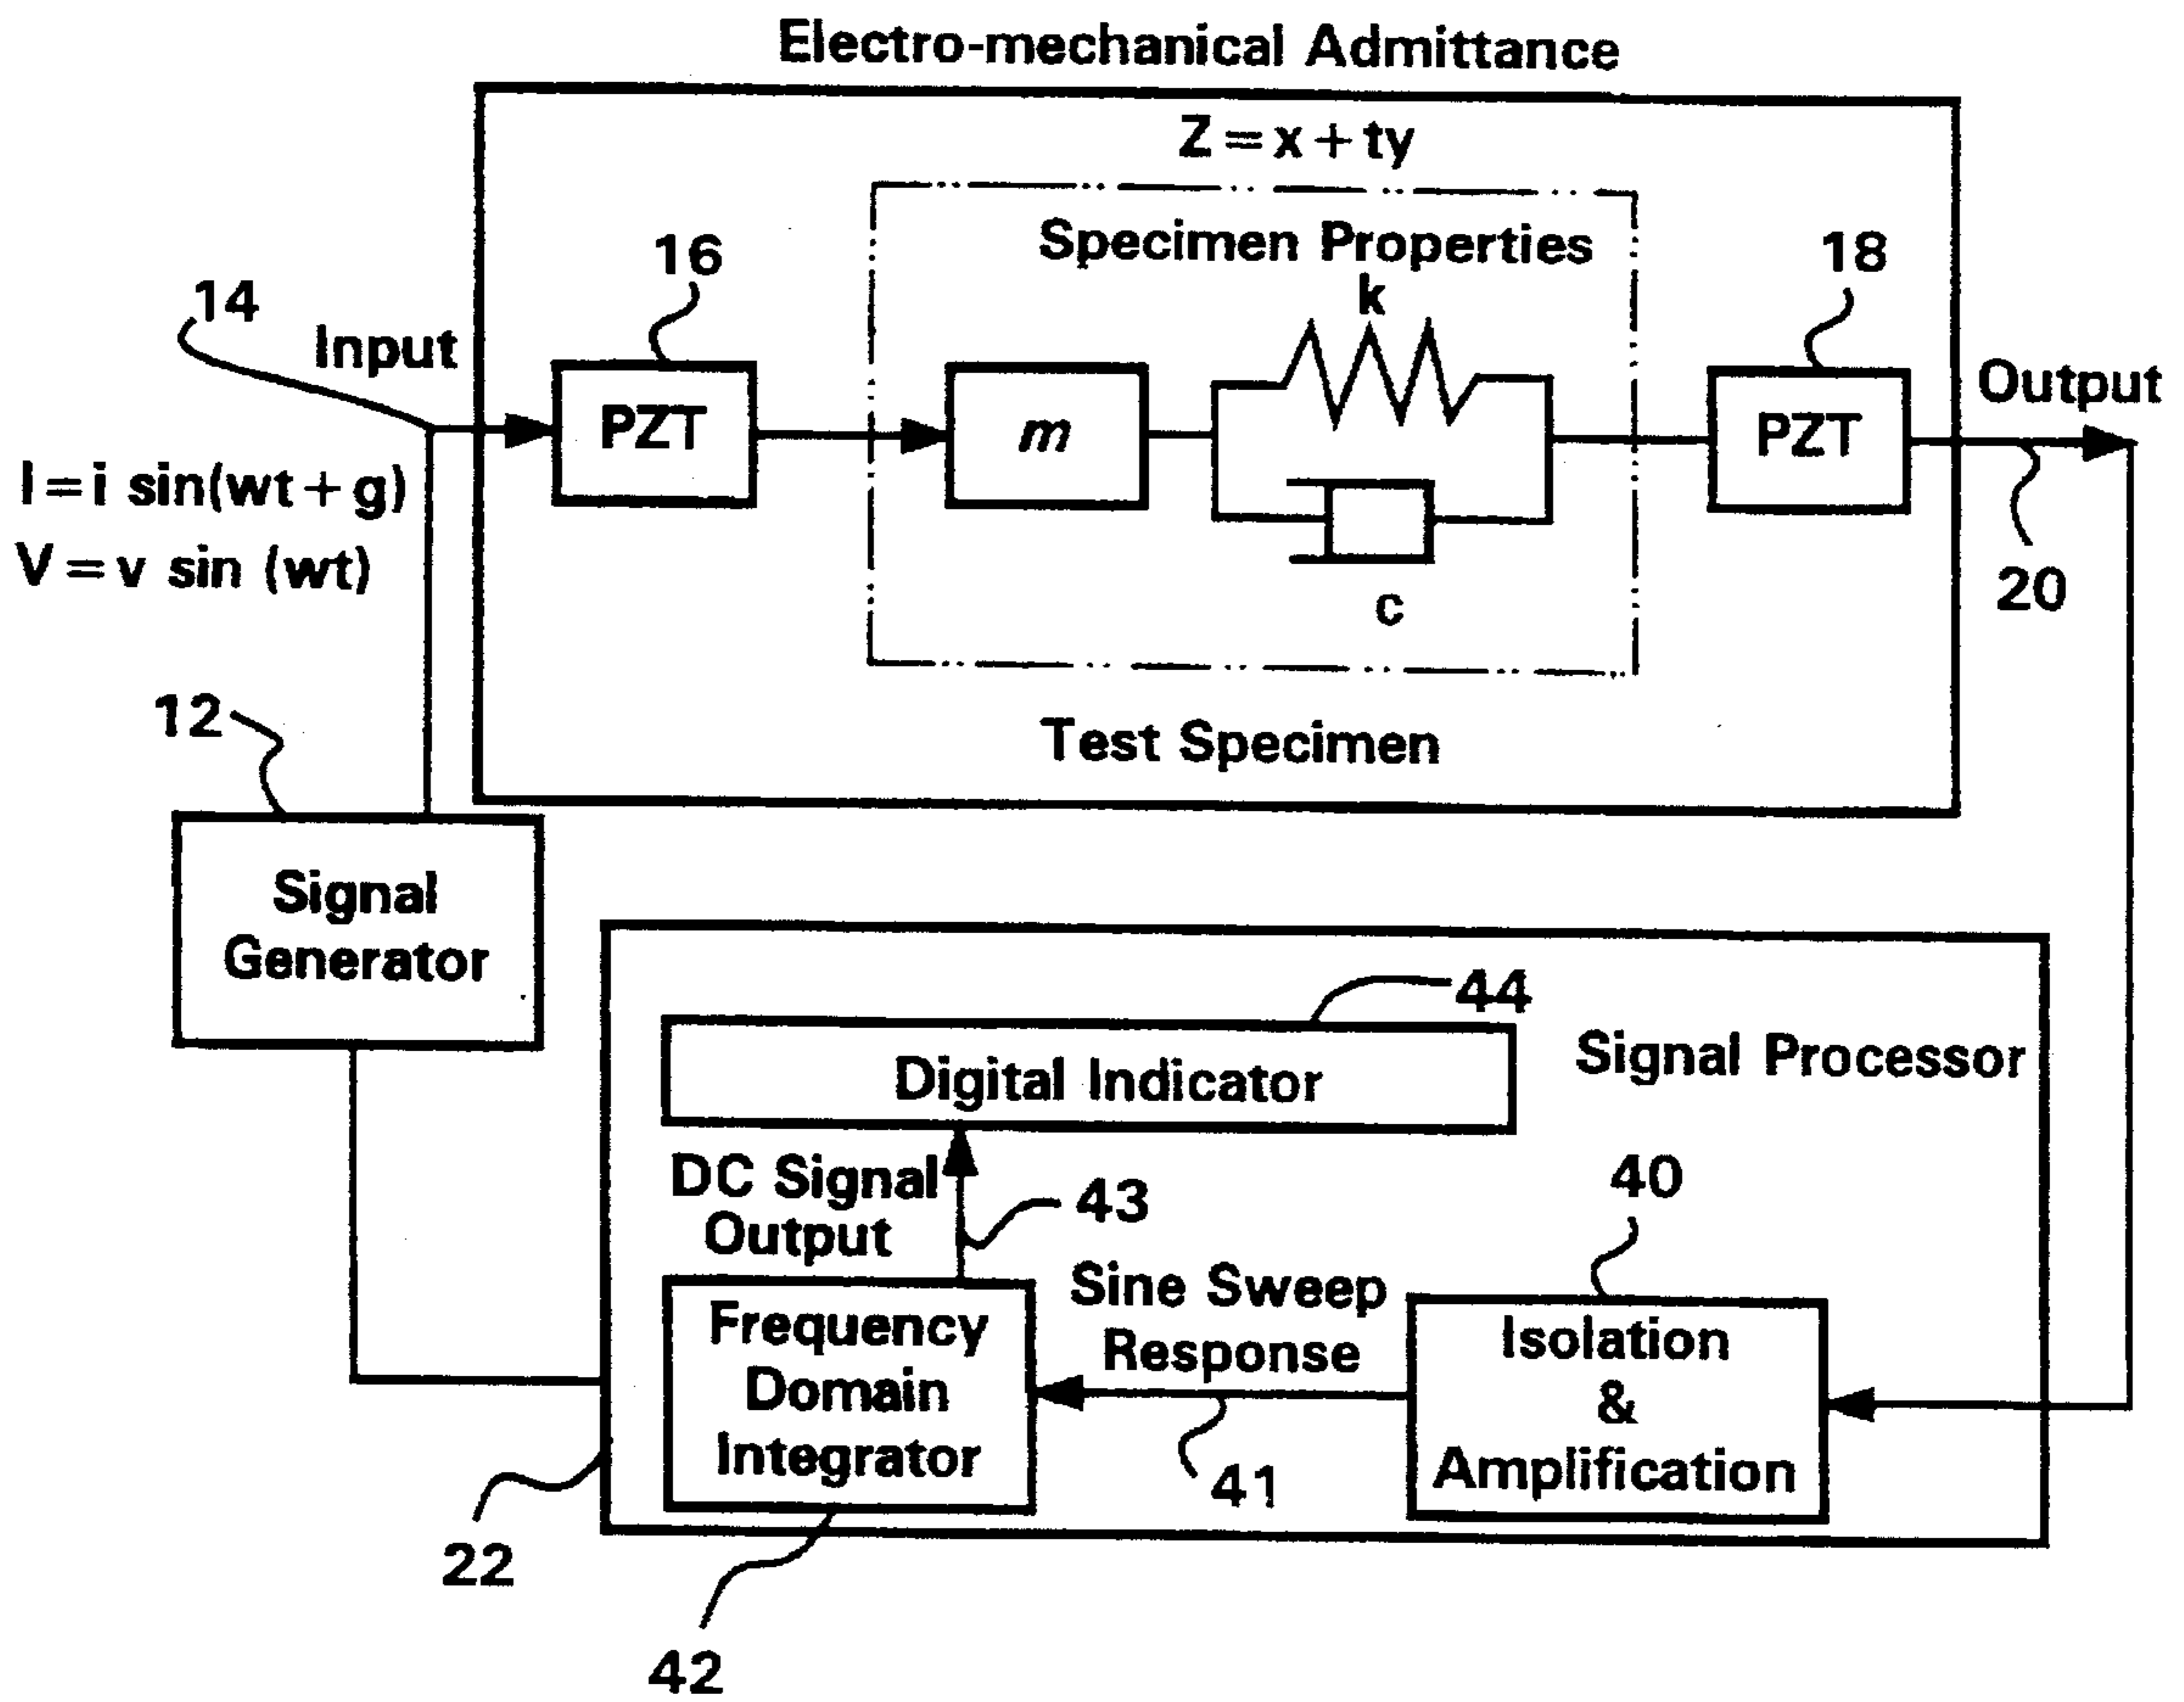 Electro-mechanical Admittance
Z = x + ty
Specimen Properties
16
18
14
Input
k
Output
PZT
m
PZT
I = i sin(wt + g)
V = v sin (wt)
20
c
12
Test Specimen
Signal
Generator
44
Signal Processor
Digital Indicator
DC Signal
Output
43
40
Sine Sweep
Response
Frequency
Domain
Integrator
Isolation
&
Amplification
41
22
42